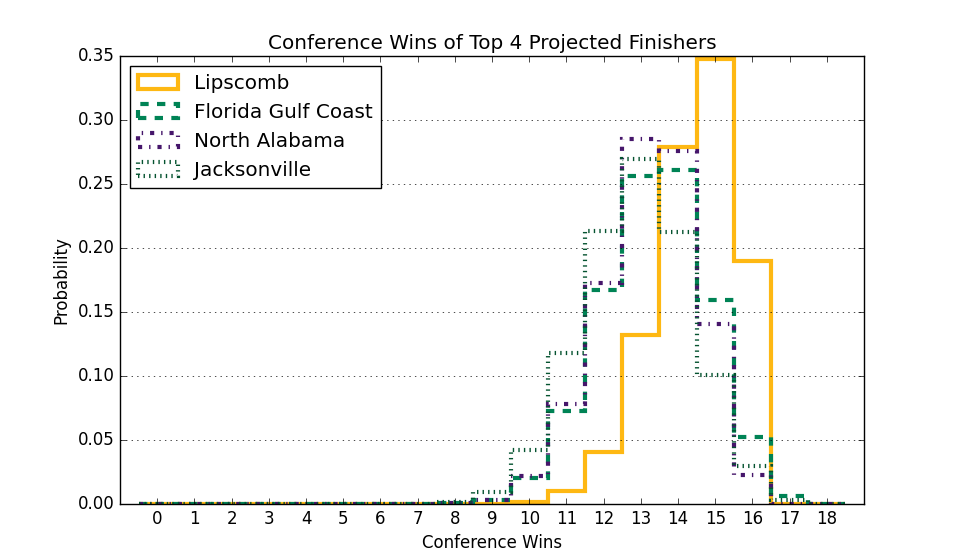 Conference Wins of Top 4 Projected Finishers
Lipscomb
Florida Gulf Coast
North Alabama
Jacksonville
0.35
0.30
0.25
0.20
0.15
0.10
0.05
0.00
Probability
0 1 2 3 4 5 6 7 8 9 10 11 12 13 14 15 16 17 18
Conference Wins